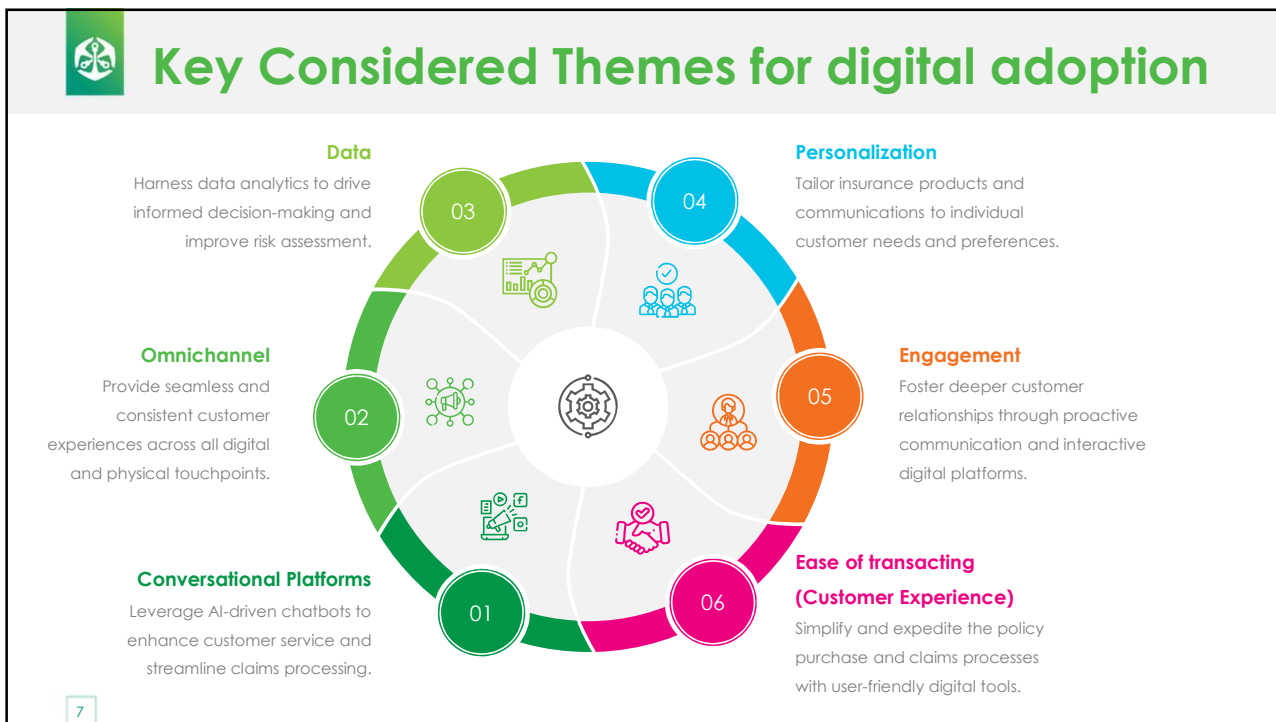 Key Considered Themes for digital adoption
Data
Harness data analytics to drive
informed decision-making and
improve risk assessment.
03
04
Personalization
Tailor insurance products and
communications to individual
customer needs and preferences.
Omnichannel
Provide seamless and
consistent customer
experiences across all digital
and physical touchpoints.
02
05
Engagement
Foster deeper customer
relationships through proactive
communication and interactive
digital platforms.
Conversational Platforms
Leverage AI-driven chatbots to
enhance customer service and
streamline claims processing.
01
06
Ease of transacting
(Customer Experience)
Simplify and expedite the policy
purchase and claims processes
with user-friendly digital tools.
7